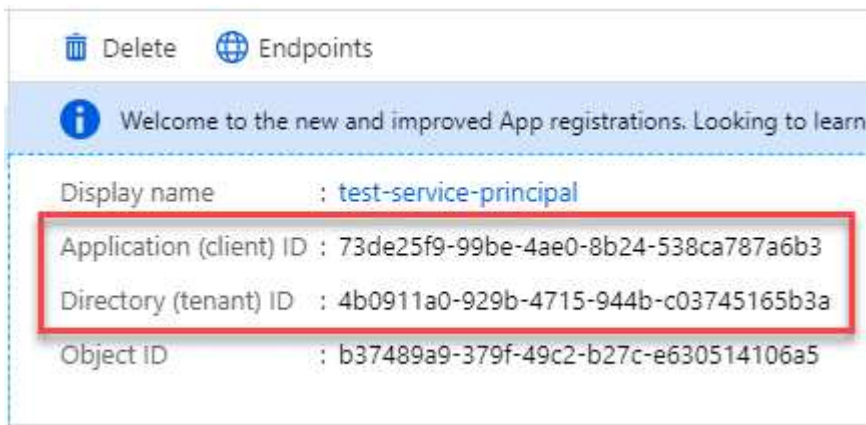 Delete Endpoints
Welcome to the new and improved App registrations. Looking to learn
Display name : test-service-principal
Application (client) ID : 73de25f9-99be-4ae0-8b24-538ca787a6b3
Directory (tenant) ID : 4b0911a0-929b-4715-944b-c03745165b3a
Object ID : b37489a9-379f-49c2-b27c-e630514106a5